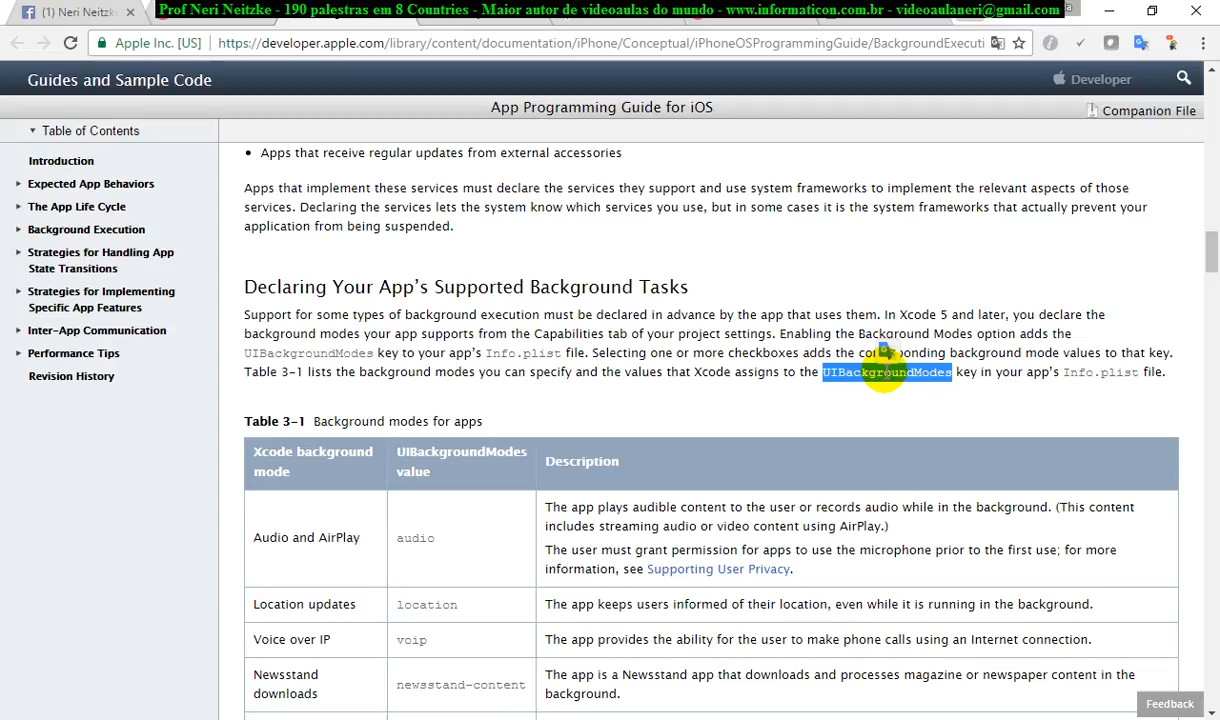 (1) Neri Neitzke
Prof Neri Neitzke - 190 palestras em 8 Countries - Maior autor de videoaulas do mundo - www.informaticon.com.br - videoaulaneri@gmail.com
Apple Inc. [US] https://developer.apple.com/library/content/documentation/iPhone/Conceptual/iPhoneOSProgrammingGuide/BackgroundExecuti
Guides and Sample Code
Developer
App Programming Guide for iOS
Companion File
Table of Contents
Introduction
Expected App Behaviors
The App Life Cycle
Background Execution
Strategies for Handling App
State Transitions
Strategies for Implementing
Specific App Features
Inter-App Communication
Performance Tips
Revision History
• Apps that receive regular updates from external accessories
Apps that implement these services must declare the services they support and use system frameworks to implement the relevant aspects of those
services. Declaring the services lets the system know which services you use, but in some cases it is the system frameworks that actually prevent your
application from being suspended.
Declaring Your App’s Supported Background Tasks
Support for some types of background execution must be declared in advance by the app that uses them. In Xcode 5 and later, you declare the
background modes your app supports from the Capabilities tab of your project settings. Enabling the Background Modes option adds the
UIBackgroundModes key to your app’s Info.plist file. Selecting one or more checkboxes adds the background mode values to that key.
Table 3-1 lists the background modes you can specify and the values that Xcode assigns to the UIBackgroundModes key in your app’s Info.plist file.
Table 3-1 Background modes for apps
Xcode background
mode
UIBackgroundModes
value
Description
Audio and AirPlay
audio
The app plays audible content to the user or records audio while in the background. (This content
includes streaming audio or video content using AirPlay.)
The user must grant permission for apps to use the microphone prior to the first use; for more
information, see Supporting User Privacy.
Location updates
location
The app keeps users informed of their location, even while it is running in the background.
Voice over IP
voip
The app provides the ability for the user to make phone calls using an Internet connection.
Newsstand
downloads
newsstand-content
The app is a Newsstand app that downloads and processes magazine or newspaper content in the
background.
Feedback